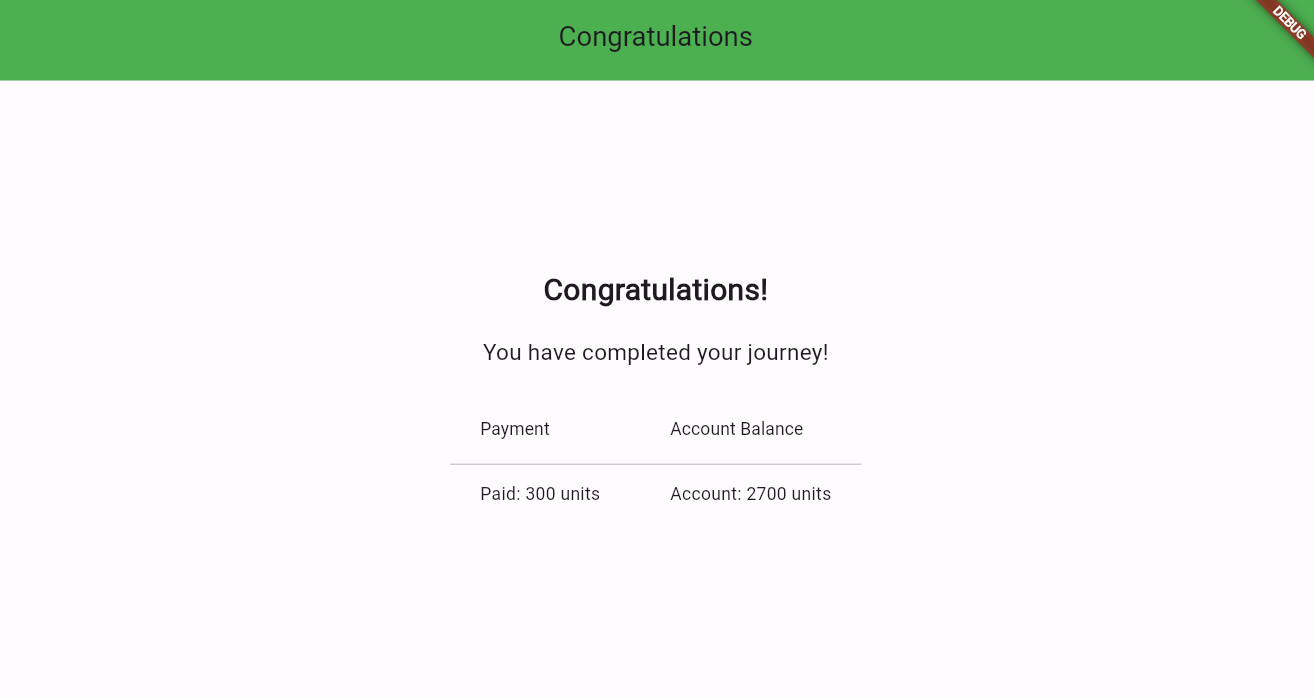 Congratulations
DEBUG
Congratulations!
You have completed your journey!
Payment Account Balance
Paid: 300 units Account: 2700 units